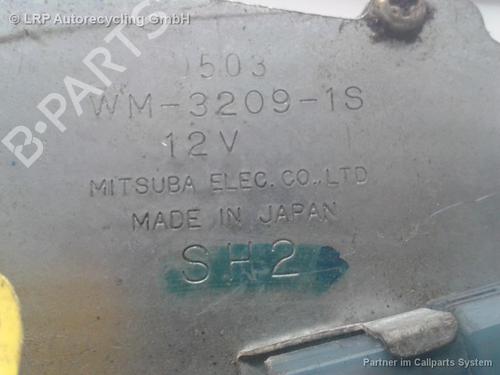 © LRP Autorecycling GmbH
B-PARTS
1503
WM-3209-1S
12V
MITSUBA ELEC. CO.,LTD
MADE IN JAPAN
SH2
Partner im Callparts System